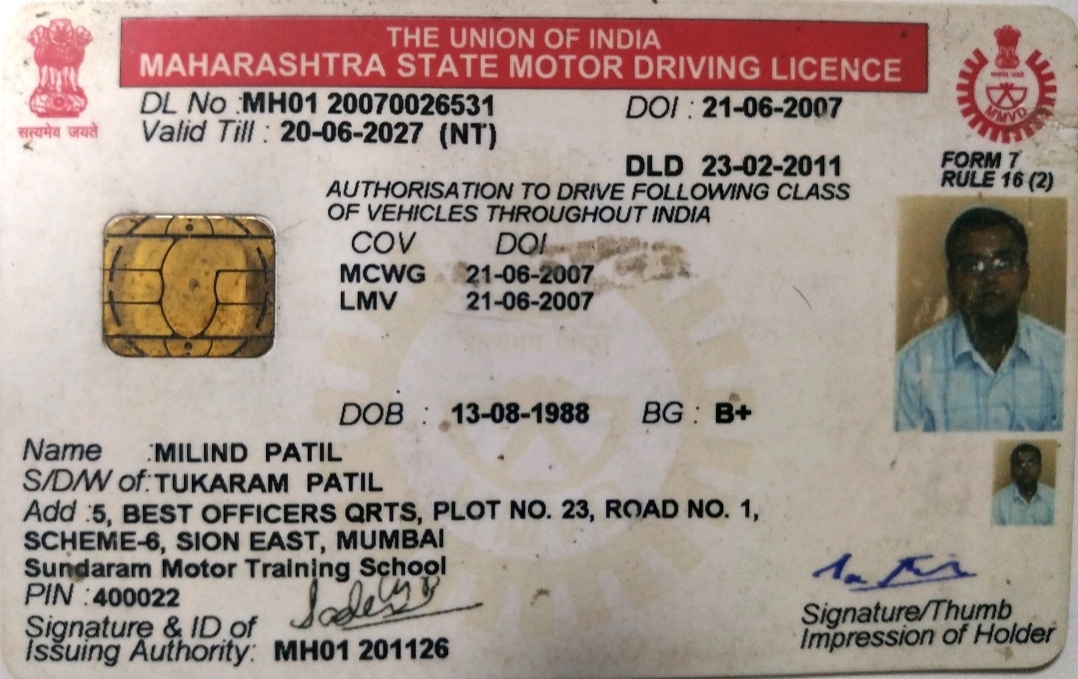 THE UNION OF INDIA
MAHARASHTRA STATE MOTOR DRIVING LICENCE
सत्यमेव जयते
MMVD
DL No : MH01 20070026531 DOI : 21-06-2007
Valid Till : 20-06-2027 (NT)
DLD 23-02-2011
FORM 7
RULE 16 (2)
AUTHORISATION TO DRIVE FOLLOWING CLASS
OF VEHICLES THROUGHOUT INDIA
COV DOI
MCWG 21-06-2007
LMV 21-06-2007
DOB : 13-08-1988 BG : B+
Name : MILIND PATIL
S/D/W of : TUKARAM PATIL
Add : 5, BEST OFFICERS QRTS, PLOT NO. 23, ROAD NO. 1,
SCHEME-6, SION EAST, MUMBAI
Sundaram Motor Training School
PIN : 400022
Signature & ID of
Issuing Authority: MH01 201126
Signature/Thumb
Impression of Holder